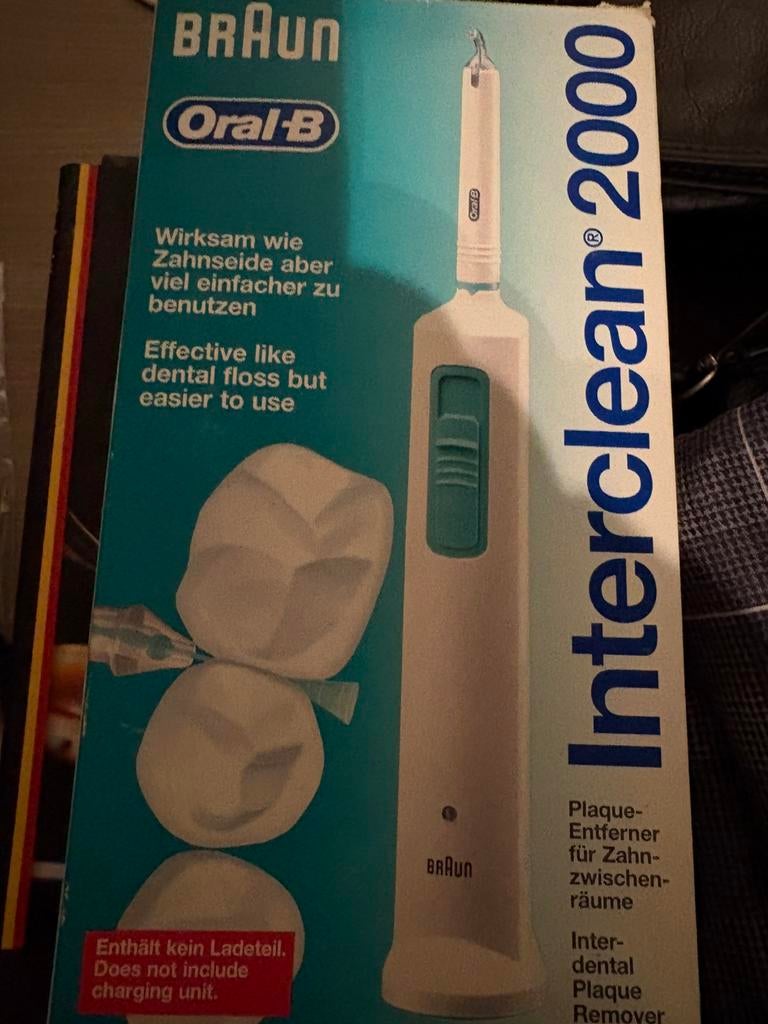 BRAUN
Oral-B
Wirksam wie
Zahnseide aber
viel einfacher zu
benutzen
Effective like
dental floss but
easier to use
Oral-B
BRAUN
Enthält kein Ladeteil.
Does not include
charging unit.
Interclean® 2000
Plaque-
Entferner
für Zahn-
zwischen-
räume
Inter-
dental
Plaque
Remover